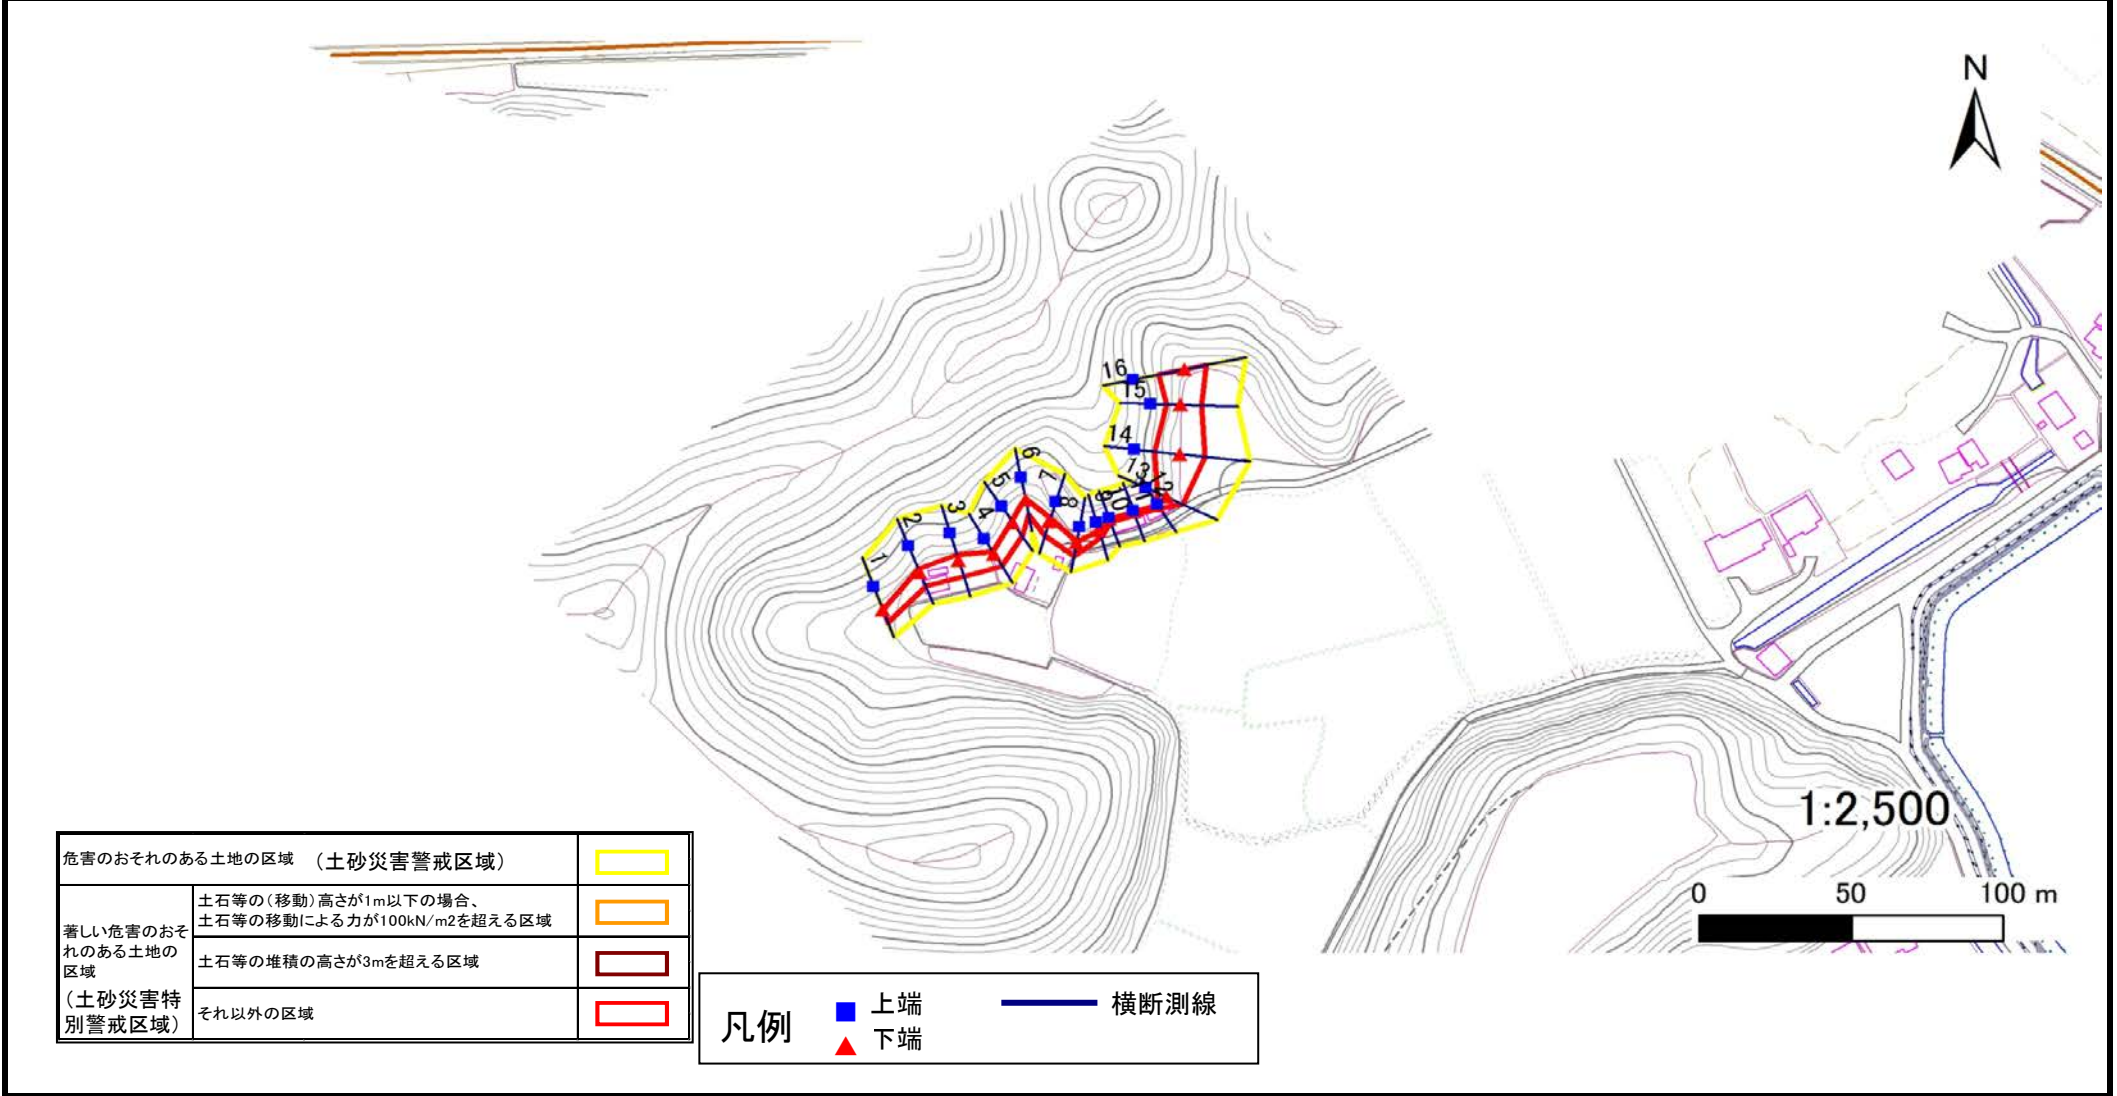 N
16
15
14
13
12
11
10
9
8
7
6
5
4
3
2
1
1:2,500
0 50 100 m
危害のおそれのある土地の区域 (土砂災害警戒区域)
著しい危害のおそ
れのある土地の
区域
(土砂災害特
別警戒区域)
土石等の(移動)高さが1m以下の場合、
土石等の移動による力が100kN/m2を超える区域
土石等の堆積の高さが3mを超える区域
それ以外の区域
凡例
上端
下端
横断測線